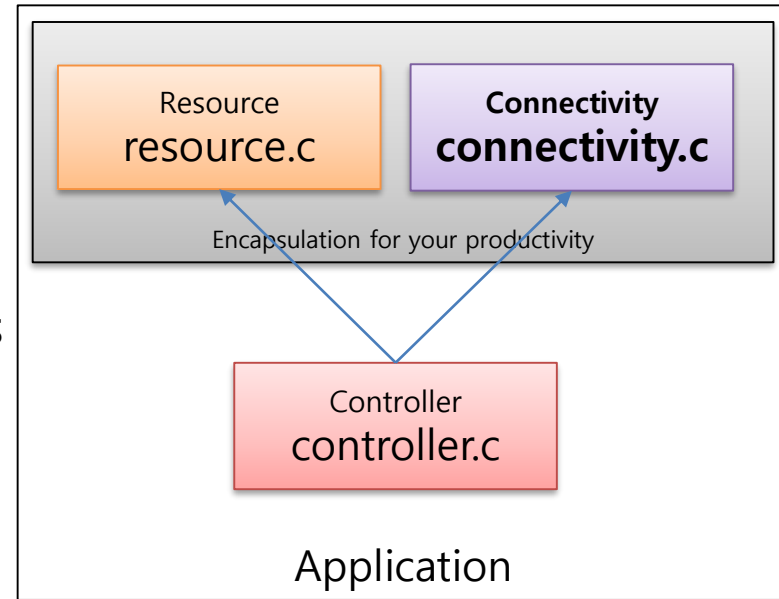 Resource
resource.c
Connectivity
connectivity.c
Encapsulation for your productivity
s
Controller
controller.c
Application